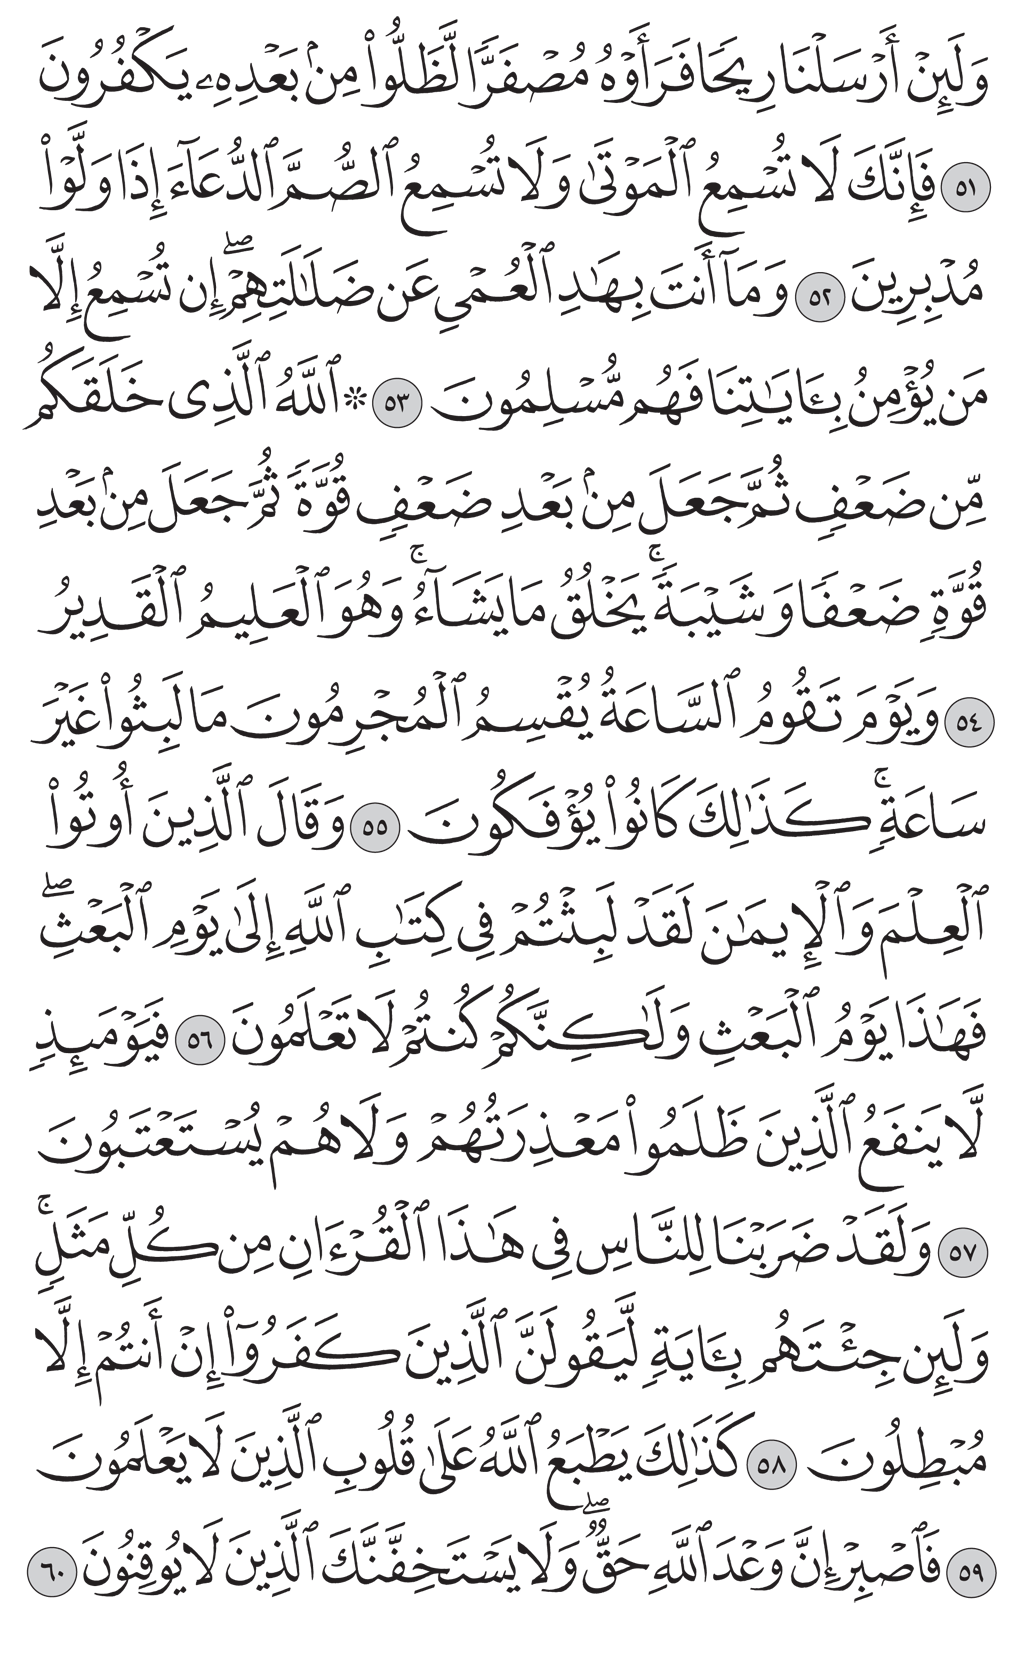 وَلَئِنْ أَرْسَلْنَا رِيحًا فَرَأَوْهُ مُصْفَرًّا لَّظَلُّوا۟ مِنۢ بَعْدِهِۦ يَكْفُرُونَ
٥١ فَإِنَّكَ لَا تُسْمِعُ ٱلْمَوْتَىٰ وَلَا تُسْمِعُ ٱلصُّمَّ ٱلدُّعَآءَ إِذَا وَلَّوْا۟
مُدْبِرِينَ ٥٢ وَمَآ أَنتَ بِهَـٰدِ ٱلْعُمْىِ عَن ضَلَـٰلَتِهِمْ ۖ إِن تُسْمِعُ إِلَّا
مَن يُؤْمِنُ بِـَٔايَـٰتِنَا فَهُم مُّسْلِمُونَ ٥٣ ۞ ٱللَّهُ ٱلَّذِى خَلَقَكُم
مِّن ضَعْفٍ ثُمَّ جَعَلَ مِنۢ بَعْدِ ضَعْفٍ قُوَّةً ثُمَّ جَعَلَ مِنۢ بَعْدِ
قُوَّةٍ ضَعْفًا وَشَيْبَةً ۚ يَخْلُقُ مَا يَشَآءُ ۚ وَهُوَ ٱلْعَلِيمُ ٱلْقَدِيرُ
٥٤ وَيَوْمَ تَقُومُ ٱلسَّاعَةُ يُقْسِمُ ٱلْمُجْرِمُونَ مَا لَبِثُوا۟ غَيْرَ
سَاعَةٍ ۚ كَذَٰلِكَ كَانُوا۟ يُؤْفَكُونَ ٥٥ وَقَالَ ٱلَّذِينَ أُوتُوا۟
ٱلْعِلْمَ وَٱلْإِيمَـٰنَ لَقَدْ لَبِثْتُمْ فِى كِتَـٰبِ ٱللَّهِ إِلَىٰ يَوْمِ ٱلْبَعْثِ ۖ
فَهَـٰذَا يَوْمُ ٱلْبَعْثِ وَلَـٰكِنَّكُمْ كُنتُمْ لَا تَعْلَمُونَ ٥٦ فَيَوْمَئِذٍ
لَّا يَنفَعُ ٱلَّذِينَ ظَلَمُوا۟ مَعْذِرَتُهُمْ وَلَا هُمْ يُسْتَعْتَبُونَ
٥٧ وَلَقَدْ ضَرَبْنَا لِلنَّاسِ فِى هَـٰذَا ٱلْقُرْءَانِ مِن كُلِّ مَثَلٍ ۚ
وَلَئِن جِئْتَهُم بِـَٔايَةٍ لَّيَقُولَنَّ ٱلَّذِينَ كَفَرُوٓا۟ إِنْ أَنتُمْ إِلَّا
مُبْطِلُونَ ٥٨ كَذَٰلِكَ يَطْبَعُ ٱللَّهُ عَلَىٰ قُلُوبِ ٱلَّذِينَ لَا يَعْلَمُونَ
٥٩ فَٱصْبِرْ إِنَّ وَعْدَ ٱللَّهِ حَقٌّ ۖ وَلَا يَسْتَخِفَّنَّكَ ٱلَّذِينَ لَا يُوقِنُونَ ٦٠